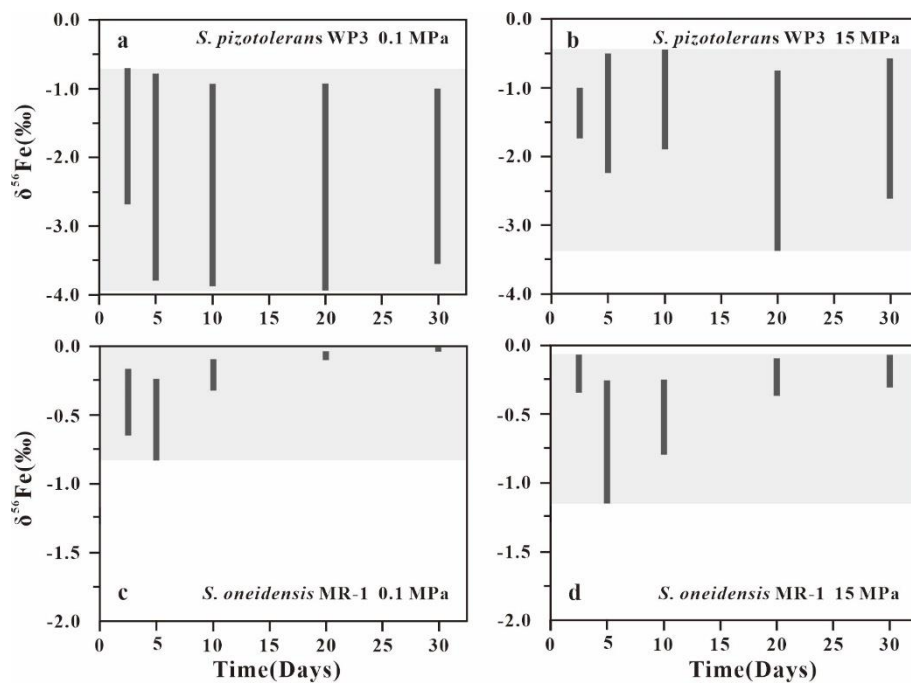 a
S. pizotolerans WP3 0.1 MPa
0.0
-1.0
-2.0
-3.0
-4.0
δ⁵⁶Fe(‰)
0 5 10 15 20 25 30
b
S. pizotolerans WP3 15 MPa
0.0
-1.0
-2.0
-3.0
-4.0
0 5 10 15 20 25 30
0.0
-0.5
-1.0
-1.5
-2.0
δ⁵⁶Fe(‰)
c
S. oneidensis MR-1 0.1 MPa
0 5 10 15 20 25 30
Time(Days)
0.0
-0.5
-1.0
-1.5
-2.0
d
S. oneidensis MR-1 15 MPa
0 5 10 15 20 25 30
Time(Days)